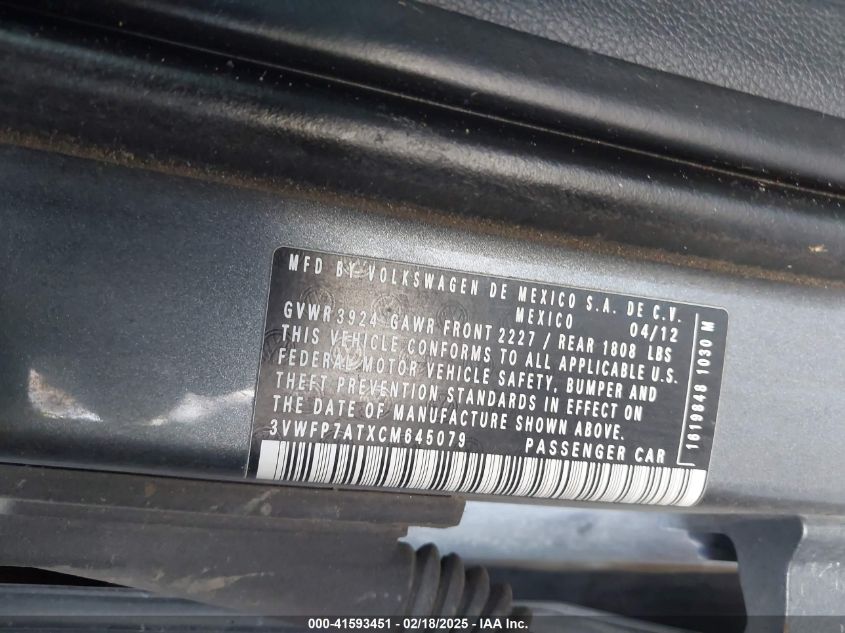 MFD BY VOLKSWAGEN DE MEXICO S.A. DE C.V.
MEXICO 04/12
GVWR 3924 GAWR FRONT 2227 / REAR 1808 LBS
THIS VEHICLE CONFORMS TO ALL APPLICABLE U.S.
FEDERAL MOTOR VEHICLE SAFETY, BUMPER AND
THEFT PREVENTION STANDARDS IN EFFECT ON
THE DATE OF MANUFACTURE SHOWN ABOVE.
3VWFP7ATXCM645079 PASSENGER CAR
1619848 1030 M
000-41593451 / 02/18/2025 - IAA Inc.